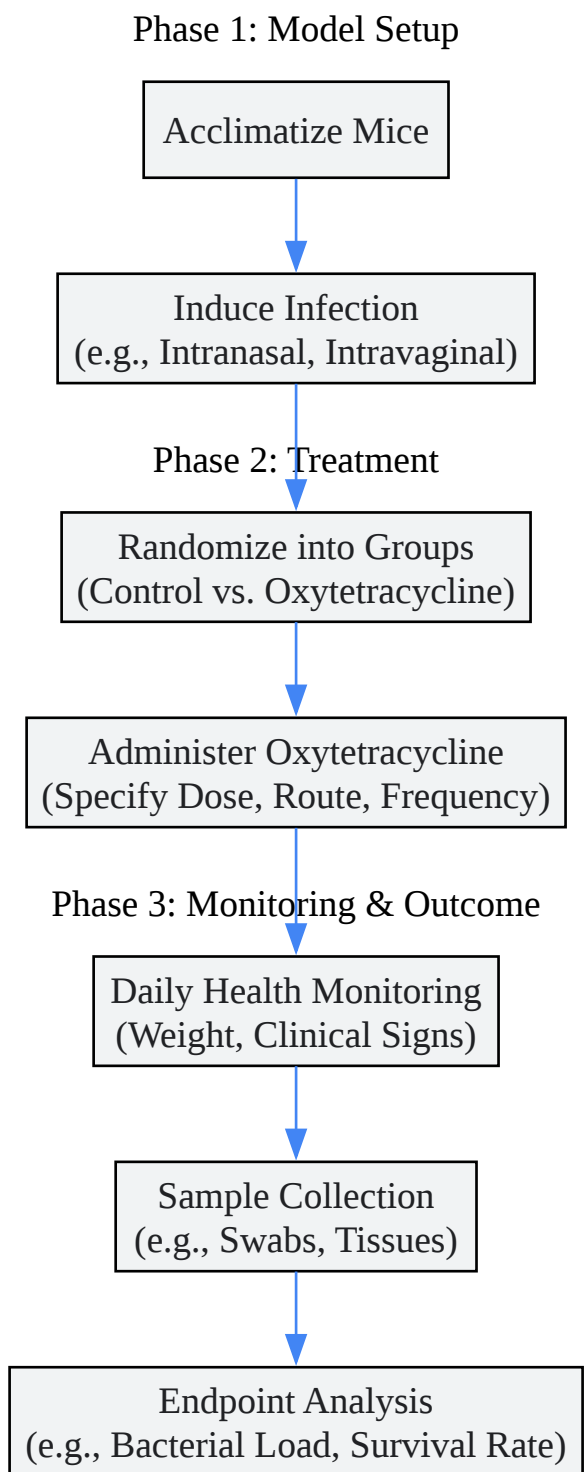 Phase 1: Model Setup
Acclimatize Mice
Induce Infection
(e.g., Intranasal, Intravaginal)
Phase 2: Treatment
Randomize into Groups
(Control vs. Oxytetracycline)
Administer Oxytetracycline
(Specify Dose, Route, Frequency)
Phase 3: Monitoring & Outcome
Daily Health Monitoring
(Weight, Clinical Signs)
Sample Collection
(e.g., Swabs, Tissues)
Endpoint Analysis
(e.g., Bacterial Load, Survival Rate)